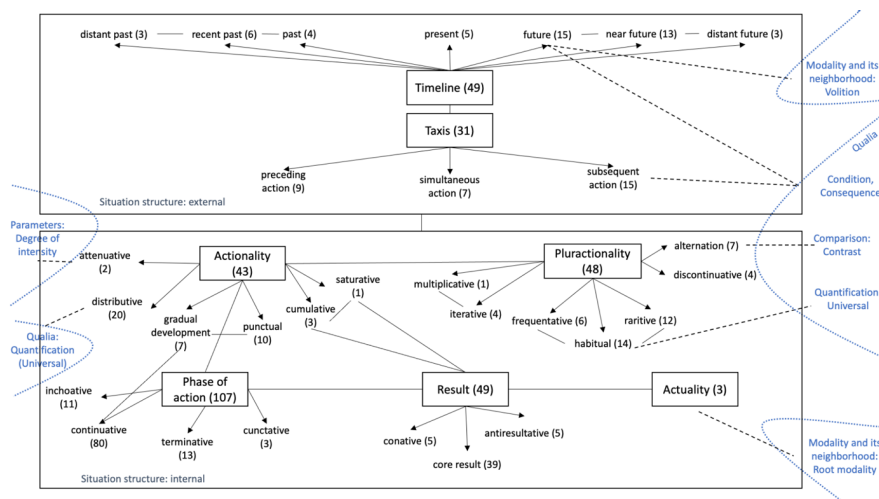 distant past (3)
recent past (6)
past (4)
present (5)
future (15)
near future (13)
distant future (3)
Modality and its
neighborhood:
Volition
Timeline (49)
Taxis (31)
Qualia
preceding
action (9)
simultaneous
action (7)
subsequent
action (15)
Condition,
Consequence
Situation structure: external
Parameters:
Degree of
intensity
attenuative
(2)
Actionality
(43)
Pluractionality
(48)
alternation (7)
Comparison:
Contrast
saturative
(1)
multiplicative (1)
discontinuative (4)
distributive
(20)
gradual
development
(7)
punctual
(10)
cumulative
(3)
iterative (4)
frequentative (6)
habitual (14)
raritive (12)
Quantification:
Universal
Qualia:
Quantification
(Universal)
inchoative
(11)
Phase of
action (107)
Result (49)
Actuality (3)
continuative
(80)
terminative
(13)
cunctative
(3)
conative (5)
antiresultative (5)
core result (39)
Modality and its
neighborhood:
Root modality
Situation structure: internal